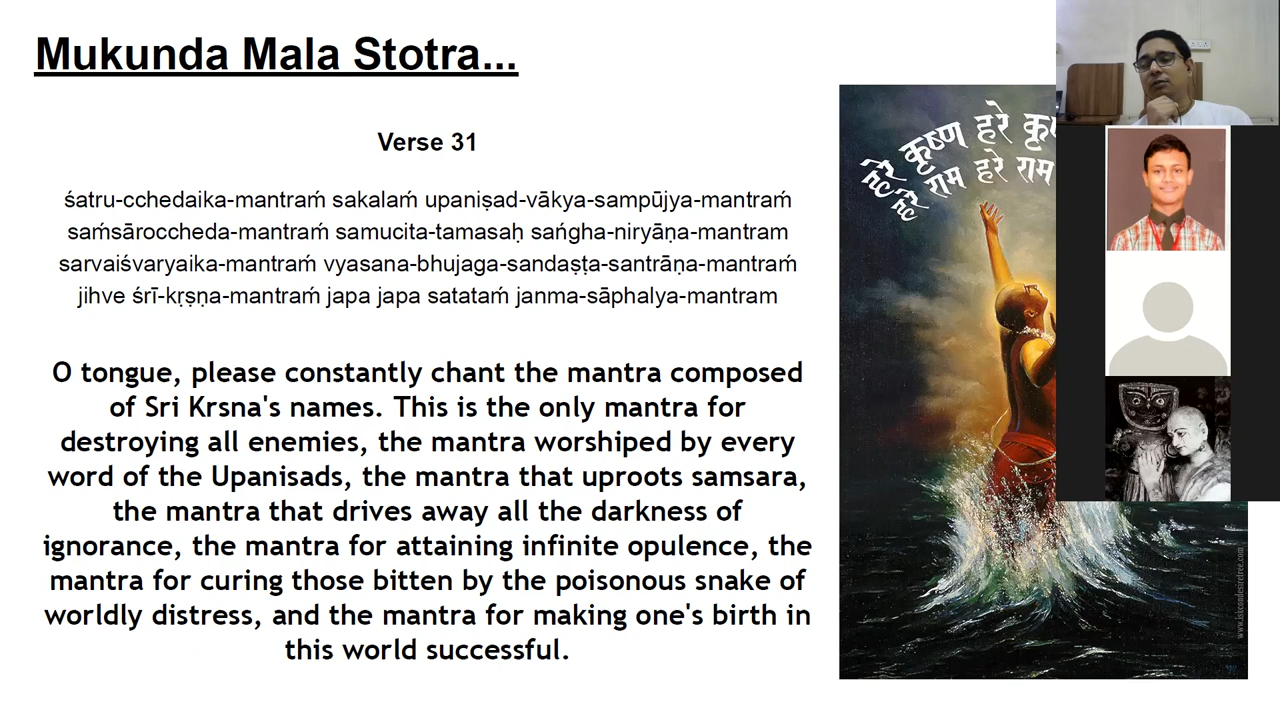 Mukunda Mala Stotra...
Verse 31
śatru-cchedaika-mantraṁ sakalaṁ upaniṣad-vākya-sampūjya-mantraṁ
saṁsāroccheda-mantraṁ samucita-tamasaḥ saṅgha-niryāṇa-mantram
sarvaiśvaryaika-mantraṁ vyasana-bhujaga-sandaṣṭa-santrāṇa-mantraṁ
jihve śrī-kṛṣṇa-mantraṁ japa japa satataṁ janma-sāphalya-mantram
O tongue, please constantly chant the mantra composed
of Sri Krsna's names. This is the only mantra for
destroying all enemies, the mantra worshiped by every
word of the Upanisads, the mantra that uproots samsara,
the mantra that drives away all the darkness of
ignorance, the mantra for attaining infinite opulence, the
mantra for curing those bitten by the poisonous snake of
worldly distress, and the mantra for making one's birth in
this world successful.
हरे कृष्ण हरे
हरे राम हरे राम
www.iskcondesiretree.com